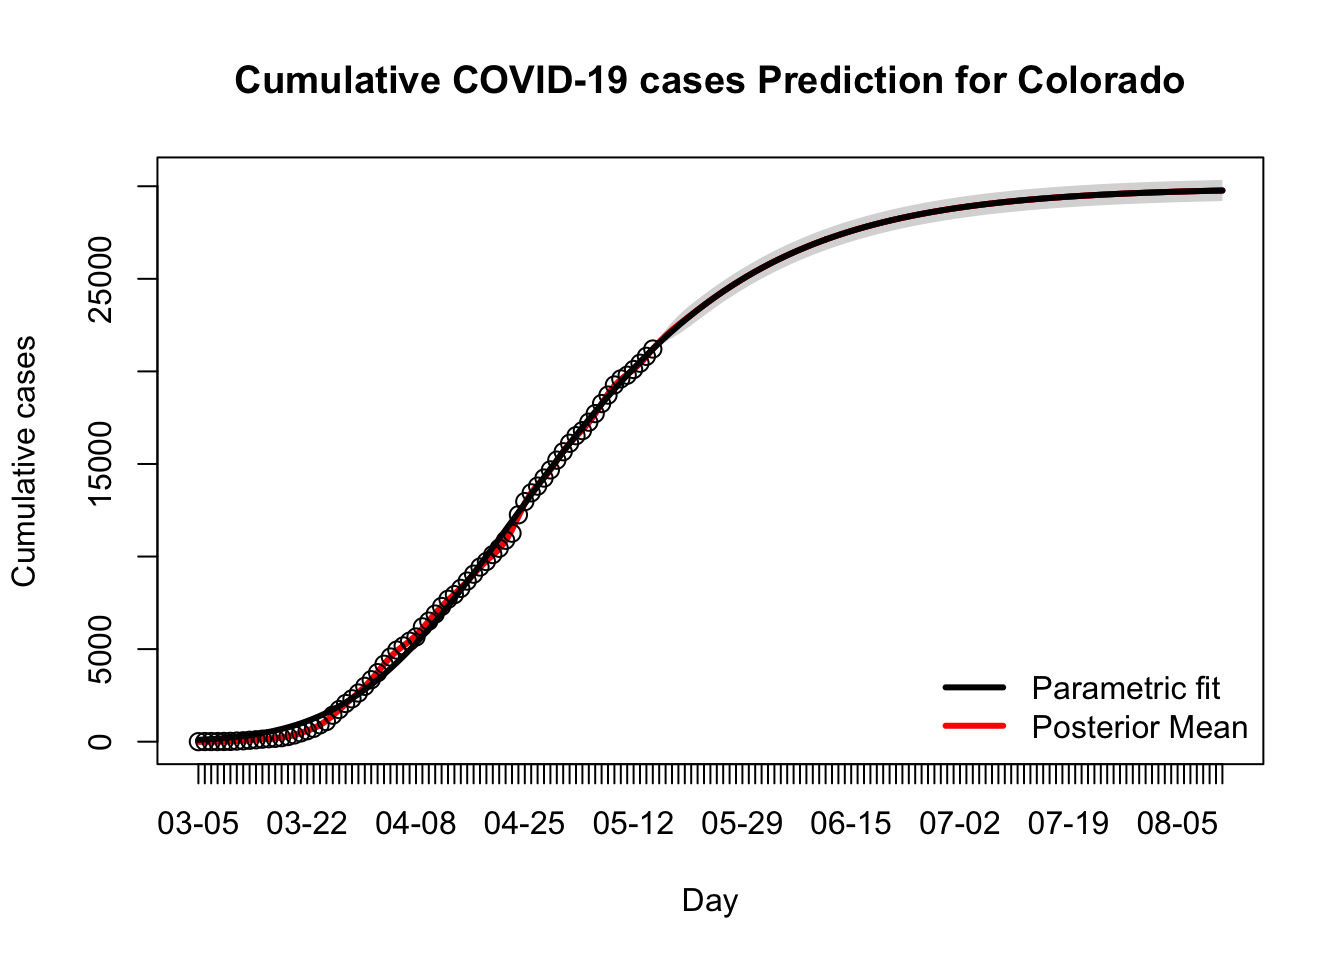 Cumulative COVID-19 cases Prediction for Colorado
Cumulative cases
25000
15000
5000
0
Parametric fit
Posterior Mean
03-05 03-22 04-08 04-25 05-12 05-29 06-15 07-02 07-19 08-05
Day